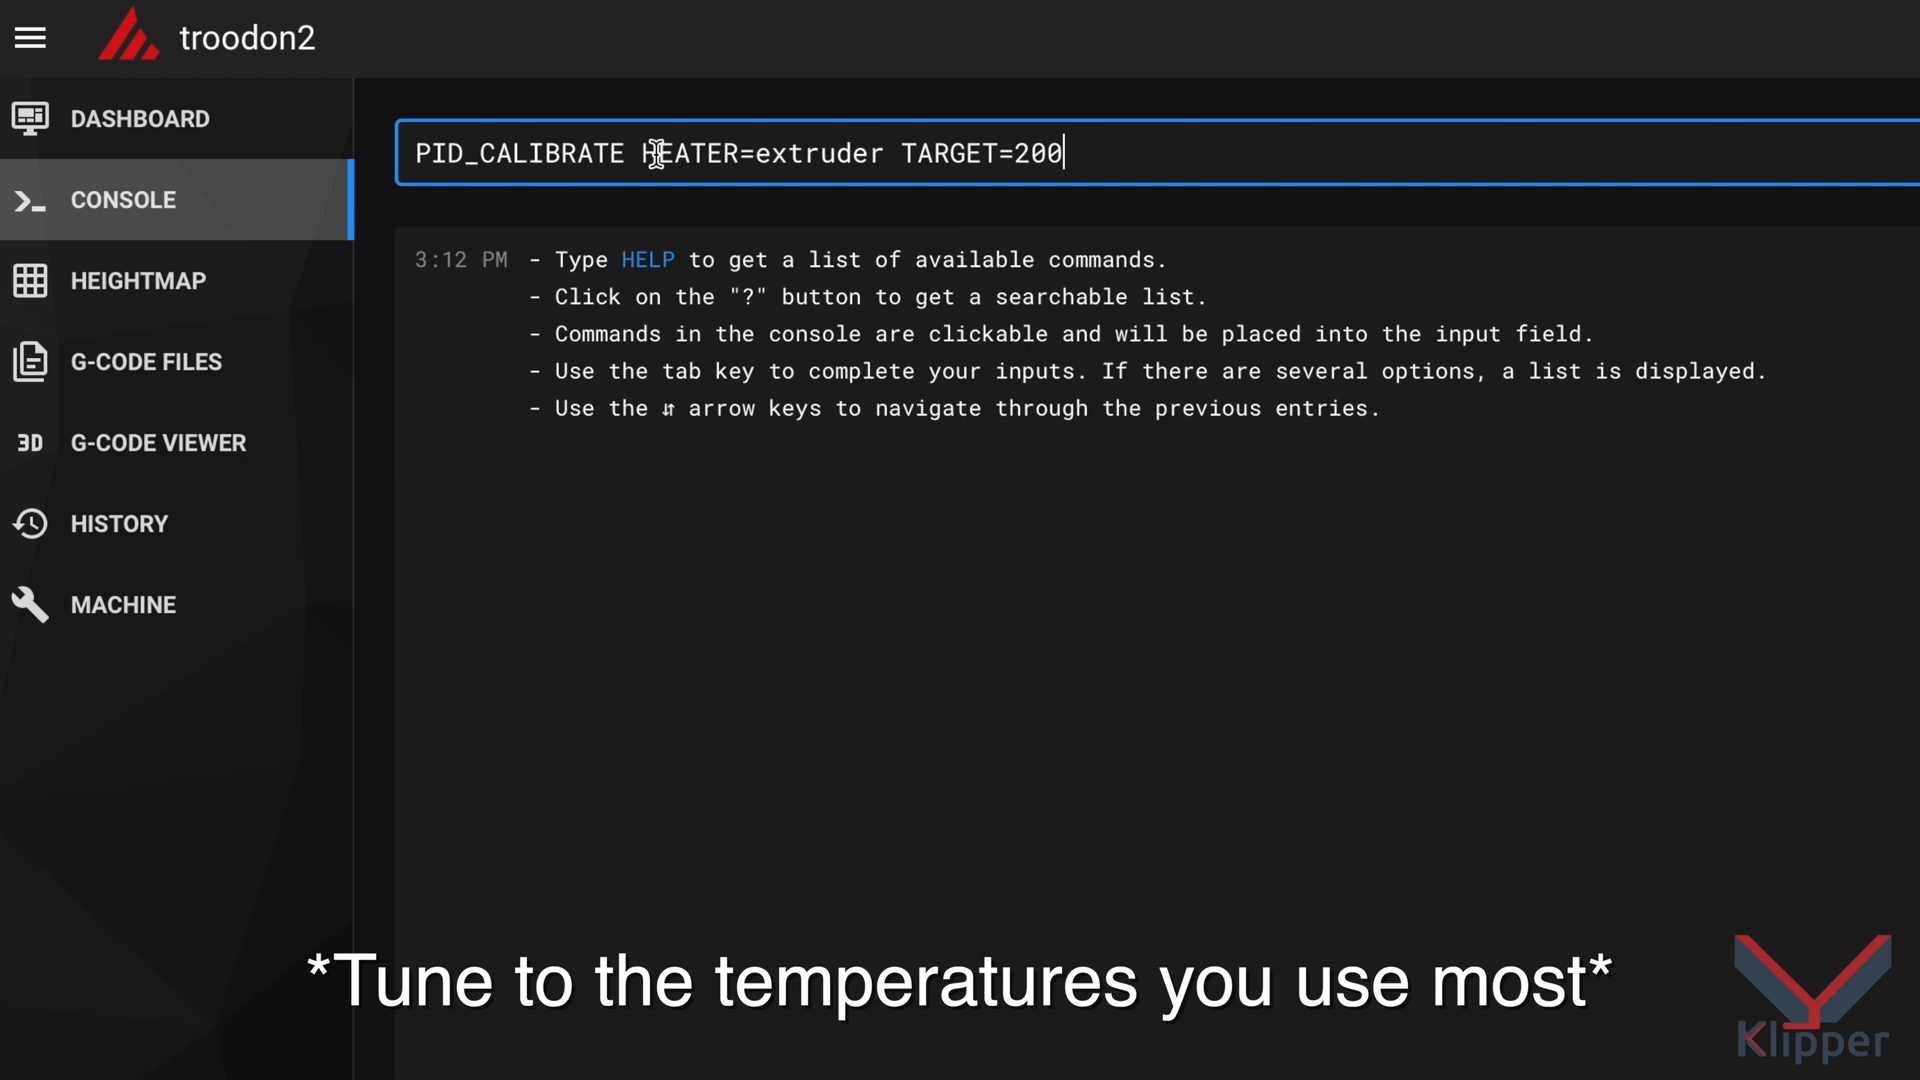 troodon2
DASHBOARD
CONSOLE
HEIGHTMAP
G-CODE FILES
3D G-CODE VIEWER
HISTORY
MACHINE
PID_CALIBRATE HEATER=extruder TARGET=200
3:12 PM - Type HELP to get a list of available commands.
- Click on the "?" button to get a searchable list.
- Commands in the console are clickable and will be placed into the input field.
- Use the tab key to complete your inputs. If there are several options, a list is displayed.
- Use the ⇵ arrow keys to navigate through the previous entries.
*Tune to the temperatures you use most*
Klipper